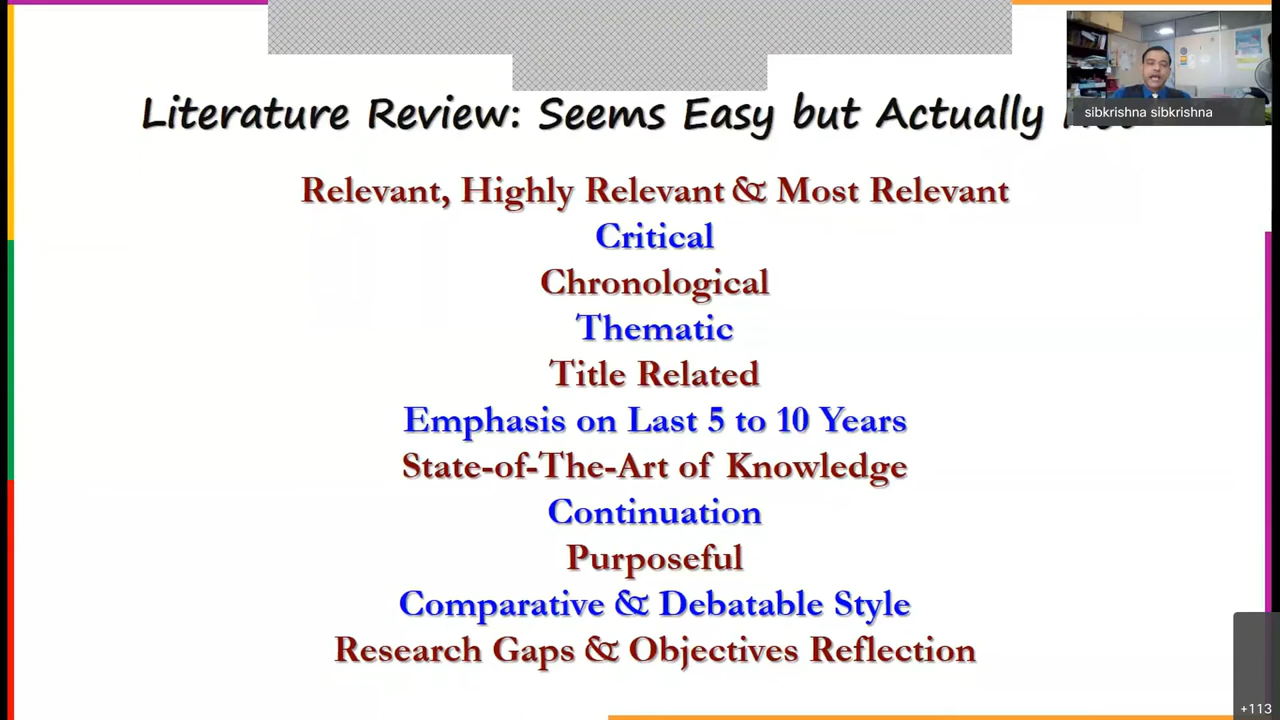 Literature Review: Seems Easy but Actually
sibkrishna sibkrishna
Relevant, Highly Relevant & Most Relevant
Critical
Chronological
Thematic
Title Related
Emphasis on Last 5 to 10 Years
State-of-The-Art of Knowledge
Continuation
Purposeful
Comparative & Debatable Style
Research Gaps & Objectives Reflection
+113